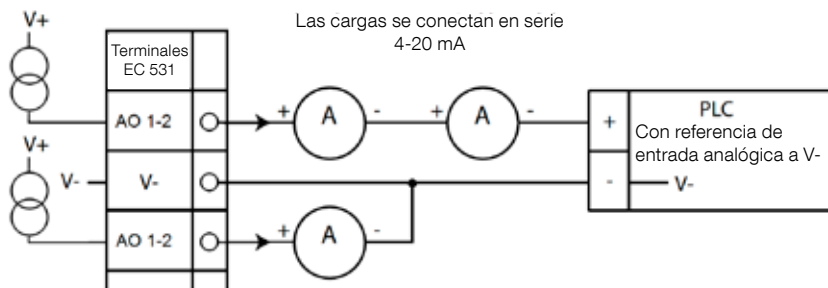 V+
Las cargas se conectan en serie
4-20 mA
Terminales
EC 531
AO 1-2
+ A -
+ A -
+
PLC
Con referencia de
entrada analógica a V-
V+
V-
V-
-
V-
AO 1-2
+ A -